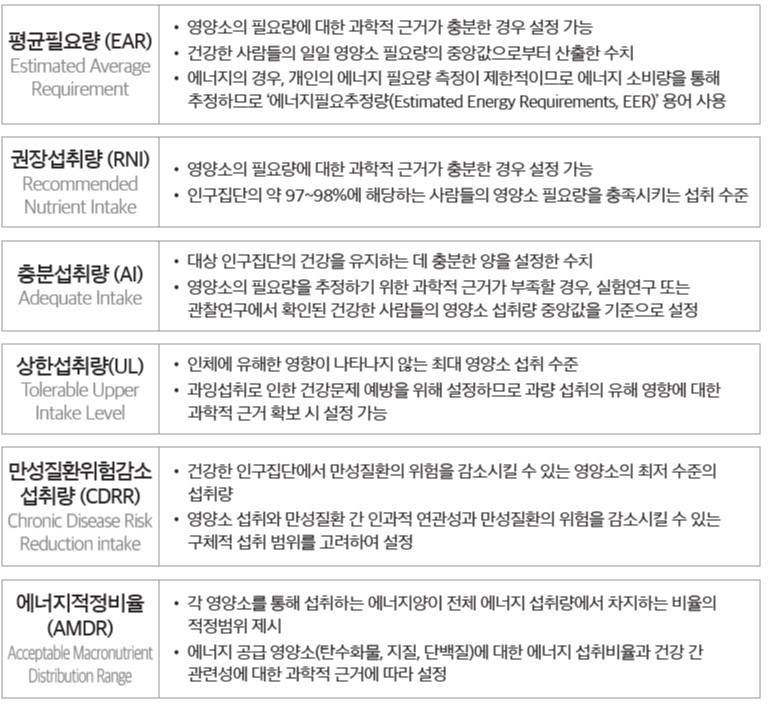 평균필요량 (EAR)
Estimated Average
Requirement
• 영양소의 필요량에 대한 과학적 근거가 충분한 경우 설정 가능
• 건강한 사람들의 일일 영양소 필요량의 중앙값으로부터 산출한 수치
• 에너지의 경우, 개인의 에너지 필요량 측정이 제한적이므로 에너지 소비량을 통해
추정하므로 ‘에너지필요추정량(Estimated Energy Requirements, EER)’ 용어 사용
권장섭취량 (RNI)
Recommended
Nutrient Intake
• 영양소의 필요량에 대한 과학적 근거가 충분한 경우 설정 가능
• 인구집단의 약 97~98%에 해당하는 사람들의 영양소 필요량을 충족시키는 섭취 수준
충분섭취량 (AI)
Adequate Intake
• 대상 인구집단의 건강을 유지하는 데 충분한 양을 설정한 수치
• 영양소의 필요량을 추정하기 위한 과학적 근거가 부족할 경우, 실험연구 또는
관찰연구에서 확인된 건강한 사람들의 영양소 섭취량 중앙값을 기준으로 설정
상한섭취량(UL)
Tolerable Upper
Intake Level
• 인체에 유해한 영향이 나타나지 않는 최대 영양소 섭취 수준
• 과잉섭취로 인한 건강문제 예방을 위해 설정하므로 과량 섭취의 유해 영향에 대한
과학적 근거 확보 시 설정 가능
만성질환위험감소
섭취량 (CDRR)
Chronic Disease Risk
Reduction intake
• 건강한 인구집단에서 만성질환의 위험을 감소시킬 수 있는 영양소의 최저 수준의
섭취량
• 영양소 섭취와 만성질환 간 인과적 연관성과 만성질환의 위험을 감소시킬 수 있는
구체적 섭취 범위를 고려하여 설정
에너지적정비율
(AMDR)
Acceptable Macronutrient
Distribution Range
• 각 영양소를 통해 섭취하는 에너지양이 전체 에너지 섭취량에서 차지하는 비율의
적정범위 제시
• 에너지 공급 영양소(탄수화물, 지질, 단백질)에 대한 에너지 섭취비율과 건강 간
관련성에 대한 과학적 근거에 따라 설정